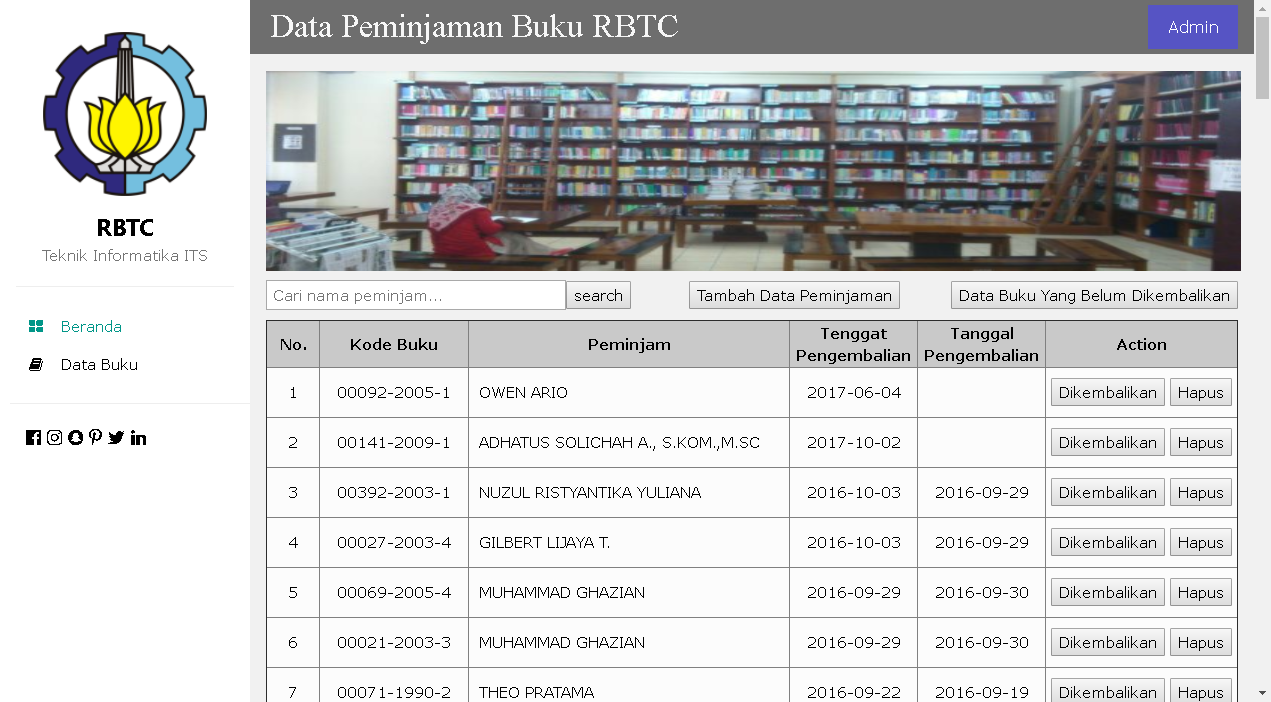 Data Peminjaman Buku RBTC
Admin
RBTC
Teknik Informatika ITS
Beranda
Data Buku
Cari nama peminjam...
search
Tambah Data Peminjaman
Data Buku Yang Belum Dikembalikan
No. Kode Buku Peminjam Tenggat Pengembalian Tanggal Pengembalian Action
1 00092-2005-1 OWEN ARIO 2017-06-04 Dikembalikan Hapus
2 00141-2009-1 ADHATUS SOLICHAH A., S.KOM.,M.SC 2017-10-02 Dikembalikan Hapus
3 00392-2003-1 NUZUL RISTYANTIKA YULIANA 2016-10-03 2016-09-29 Dikembalikan Hapus
4 00027-2003-4 GILBERT LIJAYA T. 2016-10-03 2016-09-29 Dikembalikan Hapus
5 00069-2005-4 MUHAMMAD GHAZIAN 2016-09-29 2016-09-30 Dikembalikan Hapus
6 00021-2003-3 MUHAMMAD GHAZIAN 2016-09-29 2016-09-30 Dikembalikan Hapus
7 00071-1990-2 THEO PRATAMA 2016-09-22 2016-09-19 Dikembalikan Hapus